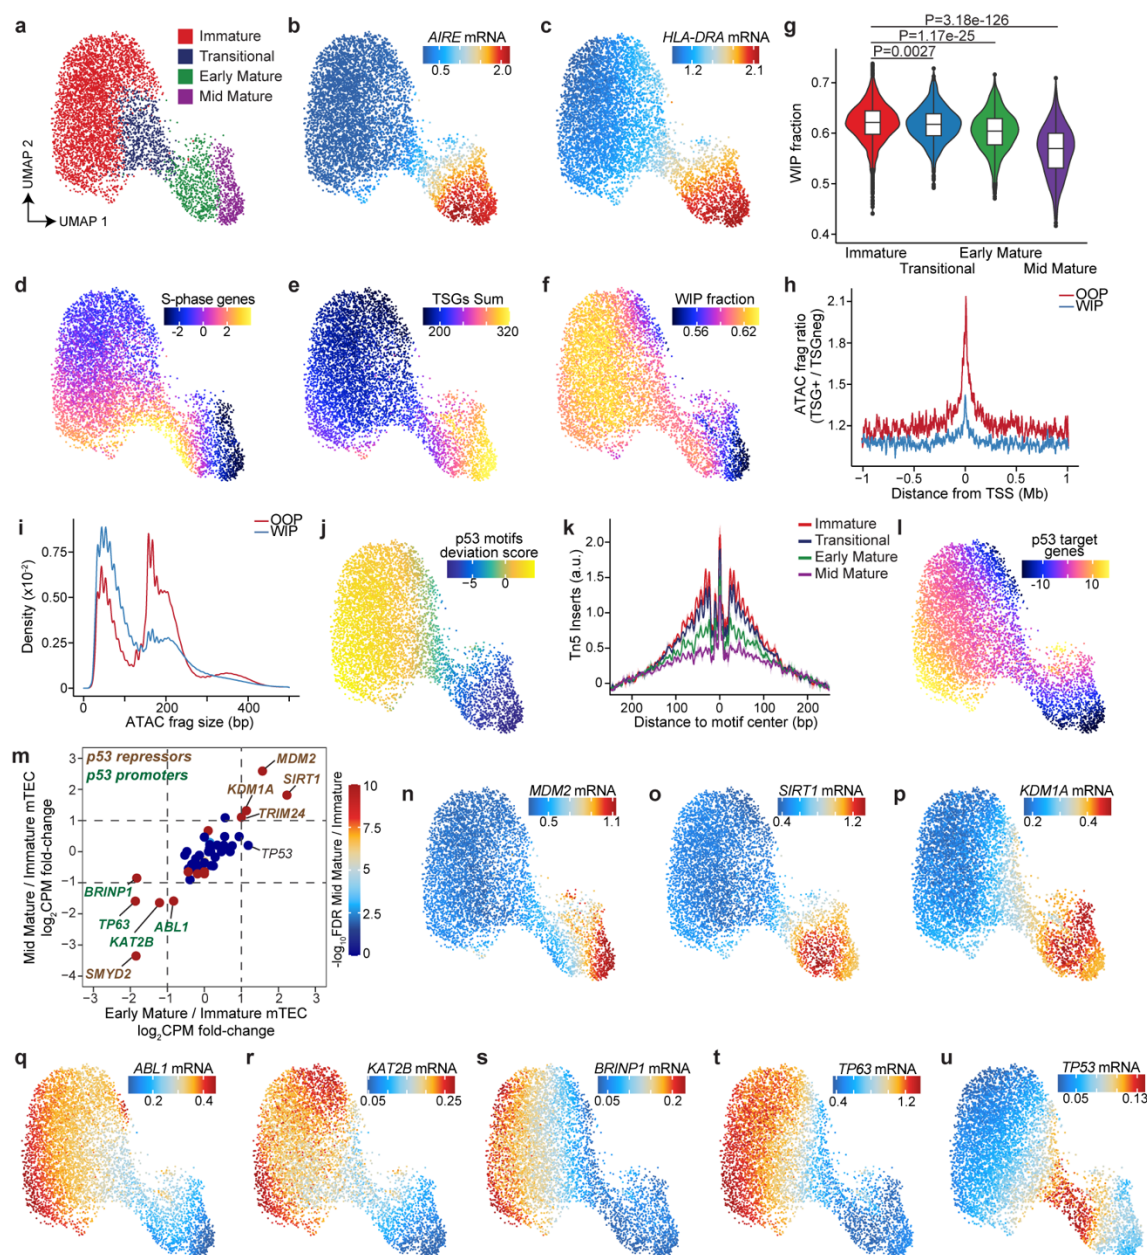 a
Immature
Transitional
Early Mature
Mid Mature
UMAP 2
UMAP 1
b
AIRE mRNA
0.5 2.0
c
HLA-DRA mRNA
1.2 2.1
g
P=3.18e-126
P=1.17e-25
P=0.0027
WIP fraction
0.7
0.6
0.5
0.4
Immature
Transitional
Early Mature
Mid Mature
d
S-phase genes
-2 0 2
e
TSGs Sum
200 320
f
WIP fraction
0.56 0.62
h
OOP
WIP
ATAC frag ratio
(TSG+ / TSGneg)
2.1
1.8
1.5
1.2
−1 −0.5 0 0.5 1
Distance from TSS (Mb)
i
OOP
WIP
Density (x10⁻²)
0.75
0.50
0.25
0
0 200 400
ATAC frag size (bp)
j
p53 motifs
deviation score
−5 0
k
Immature
Transitional
Early Mature
Mid Mature
Tn5 Inserts (a.u.)
2.0
1.5
1.0
0.5
0
200 100 0 100 200
Distance to motif center (bp)
l
p53 target
genes
-10 10
m
p53 repressors
p53 promoters
MDM2
SIRT1
KDM1A
TRIM24
TP53
BRINP1
TP63
KAT2B
ABL1
SMYD2
Mid Mature / Immature mTEC
log₂CPM fold-change
3
2
1
0
−1
−2
−3
−4
−3 −2 −1 0 1 2 3
Early Mature / Immature mTEC
log₂CPM fold-change
10
7.5
5.0
2.5
0
-log₁₀FDR Mid Mature / Immature
n
MDM2 mRNA
0.5 1.1
o
SIRT1 mRNA
0.4 1.2
p
KDM1A mRNA
0.2 0.4
q
ABL1 mRNA
0.2 0.4
r
KAT2B mRNA
0.05 0.25
s
BRINP1 mRNA
0.05 0.2
t
TP63 mRNA
0.4 1.2
u
TP53 mRNA
0.05 0.13